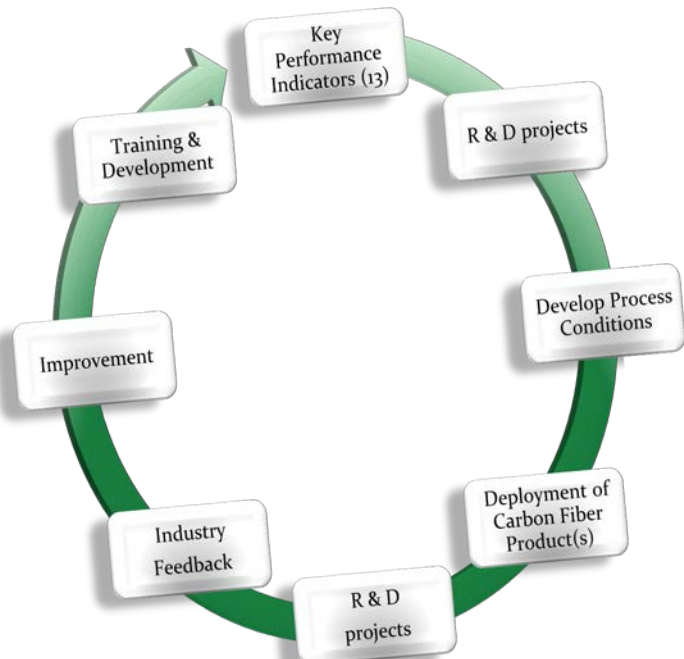 Key
Performance
Indicators (13)
R & D projects
Develop Process
Conditions
Deployment of
Carbon Fiber
Product(s)
R & D
projects
Industry
Feedback
Improvement
Training &
Development